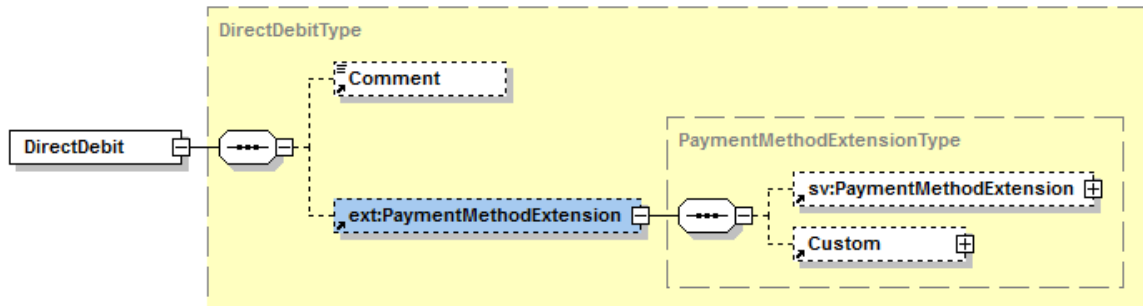 DirectDebitType
Comment
DirectDebit
PaymentMethodExtensionType
sv:PaymentMethodExtension
ext:PaymentMethodExtension
Custom